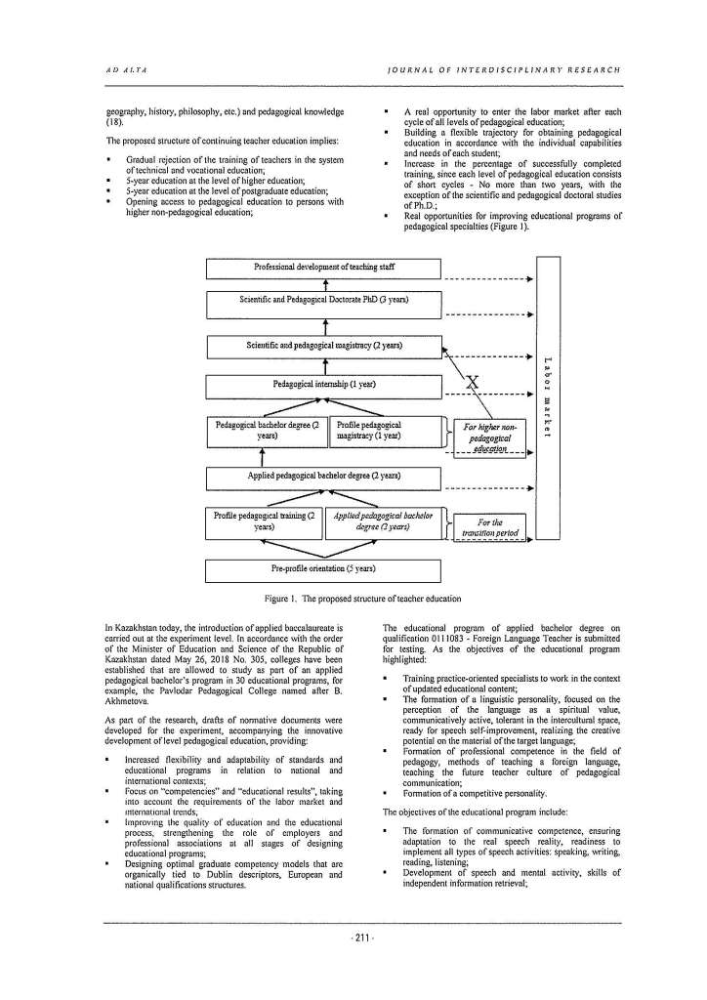 AD ALTA
JOURNAL OF INTERDISCIPLINARY RESEARCH
geography, history, philosophy, etc.) and pedagogical knowledge
(18).
The proposed structure of continuing teacher education implies:
▪ Gradual rejection of the training of teachers in the system
of technical and vocational education;
▪ 5-year education at the level of higher education;
▪ 5-year education at the level of postgraduate education;
▪ Opening access to pedagogical education to persons with
higher non-pedagogical education;
▪ A real opportunity to enter the labor market after each
cycle of all levels of pedagogical education;
▪ Building a flexible trajectory for obtaining pedagogical
education in accordance with the individual capabilities
and needs of each student;
▪ Increase in the percentage of successfully completed
training, since each level of pedagogical education consists
of short cycles - No more than two years, with the
exception of the scientific and pedagogical doctoral studies
of Ph.D.;
▪ Real opportunities for improving educational programs of
pedagogical specialties (Figure 1).
Professional development of teaching staff
Scientific and Pedagogical Doctorate PhD (3 years)
Scientific and pedagogical magistracy (2 years)
Pedagogical internship (1 year)
X
Pedagogical bachelor degree (2
years)
Profile pedagogical
magistracy (1 year)
For higher non-
pedagogical
education
Applied pedagogical bachelor degree (2 years)
Profile pedagogical training (2
years)
Applied pedagogical bachelor
degree (2 years)
For the
transition period
Pre-profile orientation (5 years)
Labor market
Figure 1. The proposed structure of teacher education
In Kazakhstan today, the introduction of applied baccalaureate is
carried out at the experiment level. In accordance with the order
of the Minister of Education and Science of the Republic of
Kazakhstan dated May 26, 2018 No. 305, colleges have been
established that are allowed to study as part of an applied
pedagogical bachelor's program in 30 educational programs, for
example, the Pavlodar Pedagogical College named after B.
Akhmetova.
As part of the research, drafts of normative documents were
developed for the experiment, accompanying the innovative
development of level pedagogical education, providing:
▪ Increased flexibility and adaptability of standards and
educational programs in relation to national and
international contexts;
▪ Focus on "competencies" and "educational results", taking
into account the requirements of the labor market and
international trends;
▪ Improving the quality of education and the educational
process, strengthening the role of employers and
professional associations at all stages of designing
educational programs;
▪ Designing optimal graduate competency models that are
organically tied to Dublin descriptors, European and
national qualifications structures.
The educational program of applied bachelor degree on
qualification 0111083 - Foreign Language Teacher is submitted
for testing. As the objectives of the educational program
highlighted:
▪ Training practice-oriented specialists to work in the context
of updated educational content;
▪ The formation of a linguistic personality, focused on the
perception of the language as a spiritual value,
communicatively active, tolerant in the intercultural space,
ready for speech self-improvement, realizing the creative
potential on the material of the target language;
▪ Formation of professional competence in the field of
pedagogy, methods of teaching a foreign language,
teaching the future teacher culture of pedagogical
communication;
▪ Formation of a competitive personality.
The objectives of the educational program include:
▪ The formation of communicative competence, ensuring
adaptation to the real speech reality, readiness to
implement all types of speech activities: speaking, writing,
reading, listening;
▪ Development of speech and mental activity, skills of
independent information retrieval;
- 211 -